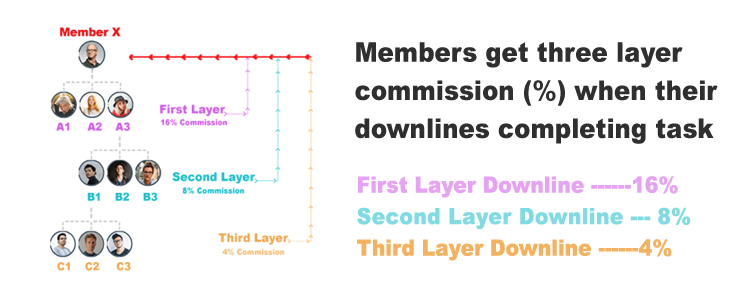 Member X
A1 A2 A3
First Layer
16% Commission
B1 B2 B3
Second Layer
8% Commission
C1 C2 C3
Third Layer
4% Commission
Members get three layer
commission (%) when their
downlines completing task
First Layer Downline ------16%
Second Layer Downline --- 8%
Third Layer Downline ------4%